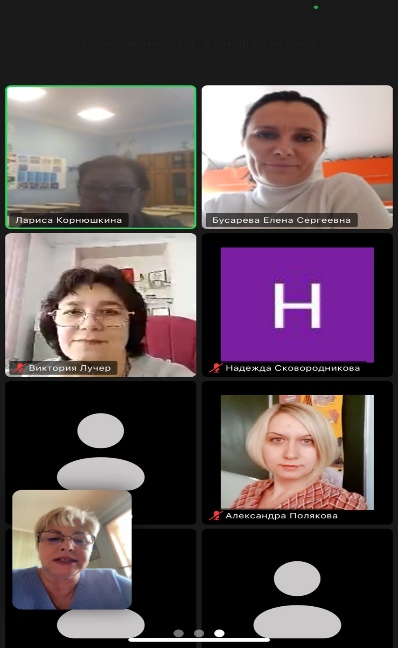 Лариса Корнюшкина
Бусарева Елена Сергеевна
Виктория Лучер
Н
Надежда Сковородникова
Александра Полякова